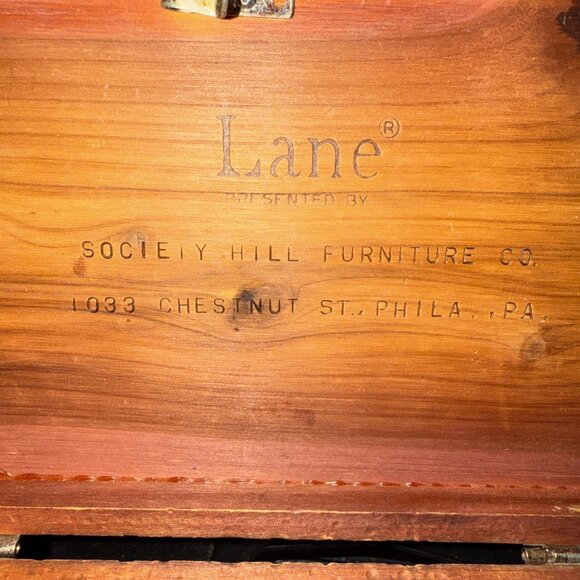 Lane®
PRESENTED BY
SOCIETY HILL FURNITURE CO.
1033 CHESTNUT ST., PHILA., PA.